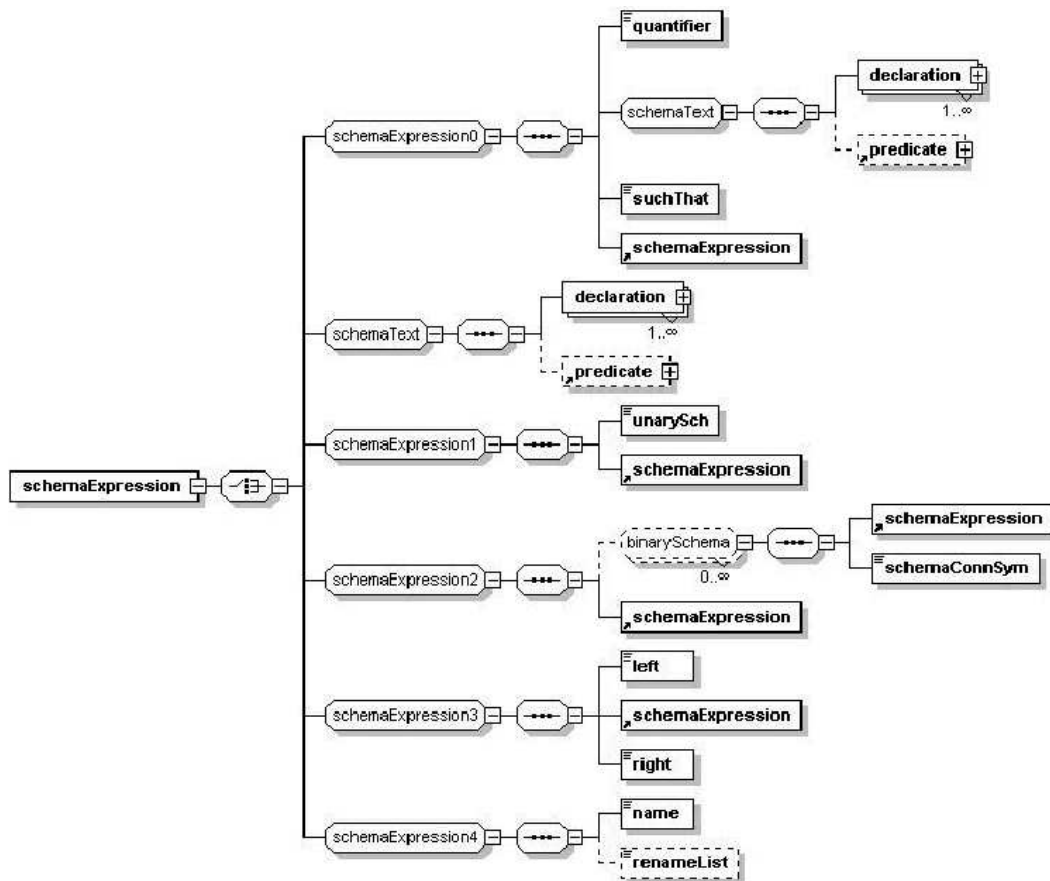 quantifier
declaration
1..∞
schemaText
predicate
schemaExpression0
suchThat
schemaExpression
declaration
1..∞
schemaText
predicate
unarySch
schemaExpression1
schemaExpression
schemaExpression
schemaExpression
binarySchema
0..∞
schemaConnSym
schemaExpression2
schemaExpression
left
schemaExpression3
schemaExpression
right
name
schemaExpression4
renameList